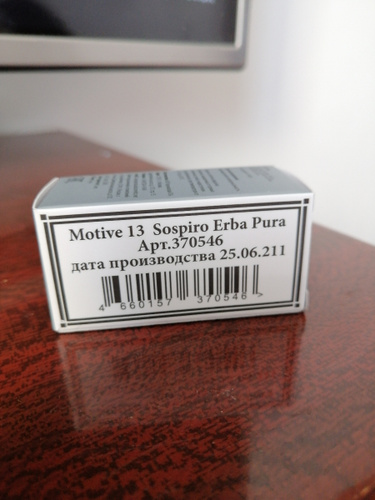 Motive 13 Sospiro Erba Pura
Арт.370546
дата производства 25.06.211
4 660157 370546 >